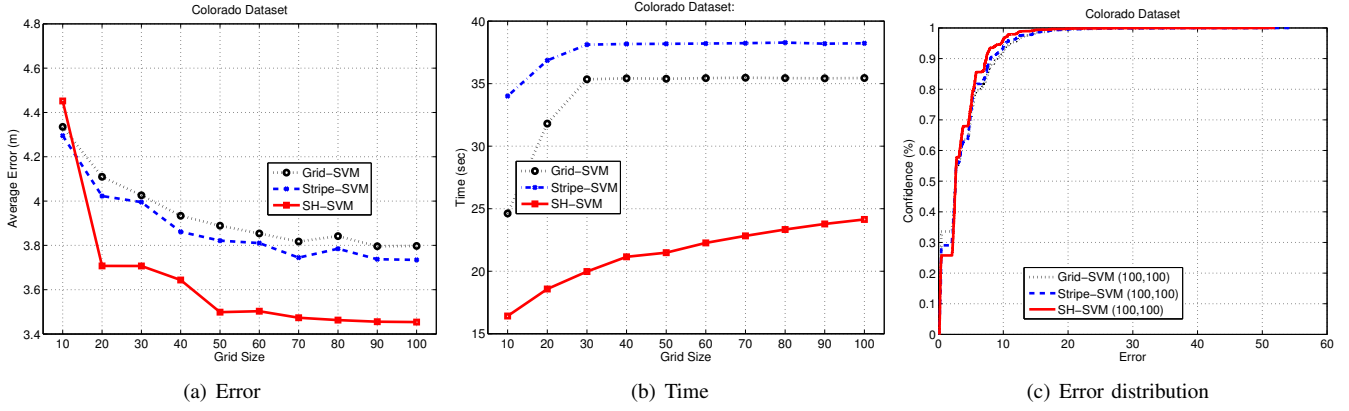 Colorado Dataset
4.8
4.6
4.4
4.2
4
3.8
3.6
3.4
Average Error (m)
10 20 30 40 50 60 70 80 90 100
Grid Size
Grid−SVM
Stripe−SVM
SH−SVM
(a) Error
Colorado Dataset:
40
35
30
25
20
15
Time (sec)
10 20 30 40 50 60 70 80 90 100
Grid Size
Grid−SVM
Stripe−SVM
SH−SVM
(b) Time
Colorado Dataset
1
0.9
0.8
0.7
0.6
0.5
0.4
0.3
0.2
0.1
0
Confidence (%)
0 10 20 30 40 50 60
Error
Grid−SVM (100,100)
Stripe−SVM (100,100)
SH−SVM (100,100)
(c) Error distribution